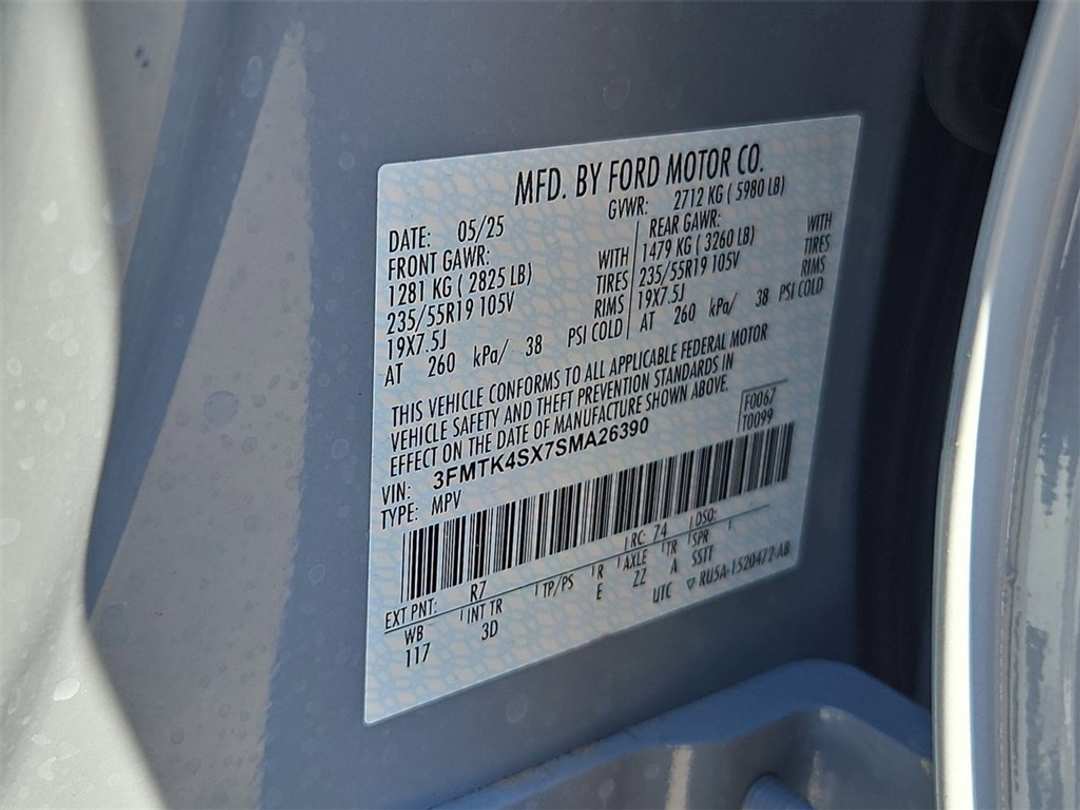 MFD. BY FORD MOTOR CO.
DATE: 05/25 GVWR: 2712 KG ( 5980 LB)
FRONT GAWR: REAR GAWR:
1281 KG ( 2825 LB) WITH 1479 KG ( 3260 LB) WITH
235/55R19 105V TIRES 235/55R19 105V TIRES
19X7.5J RIMS 19X7.5J RIMS
AT 260 kPa/ 38 PSI COLD AT 260 kPa/ 38 PSI COLD
THIS VEHICLE CONFORMS TO ALL APPLICABLE FEDERAL MOTOR
VEHICLE SAFETY AND THEFT PREVENTION STANDARDS IN
EFFECT ON THE DATE OF MANUFACTURE SHOWN ABOVE.
F0067
T0099
VIN: 3FMTK4SX7SMA26390
TYPE: MPV
EXT PNT: R7 RC: 74 DSO:
WB INT TR TP/PS R AXLE TR SPR
117 3D E ZZ A SSTT
UTC ▽ RU5A-1520472-AB